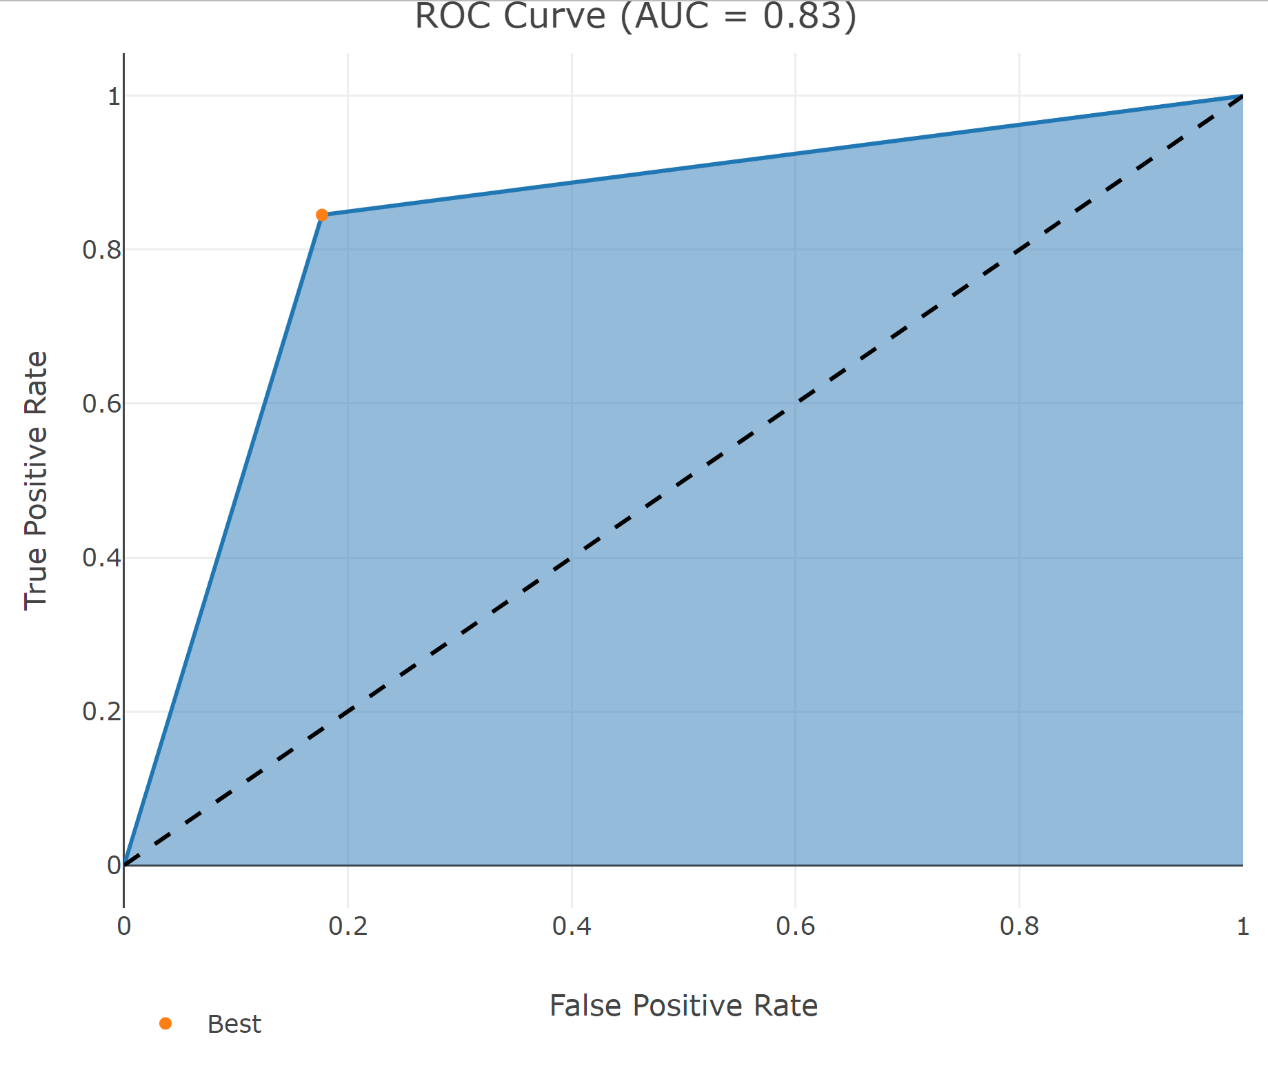 ROC Curve (AUC = 0.83)
True Positive Rate
1
0.8
0.6
0.4
0.2
0
0 0.2 0.4 0.6 0.8 1
False Positive Rate
Best